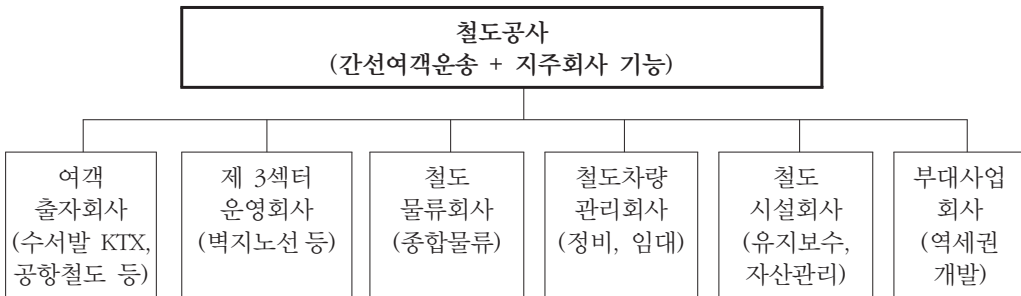 철도공사
(간선여객운송 + 지주회사 기능)
여객
출자회사
(수서발 KTX,
공항철도 등)
제 3섹터
운영회사
(벽지노선 등)
철도
물류회사
(종합물류)
철도차량
관리회사
(정비, 임대)
철도
시설회사
(유지보수,
자산관리)
부대사업
회사
(역세권
개발)